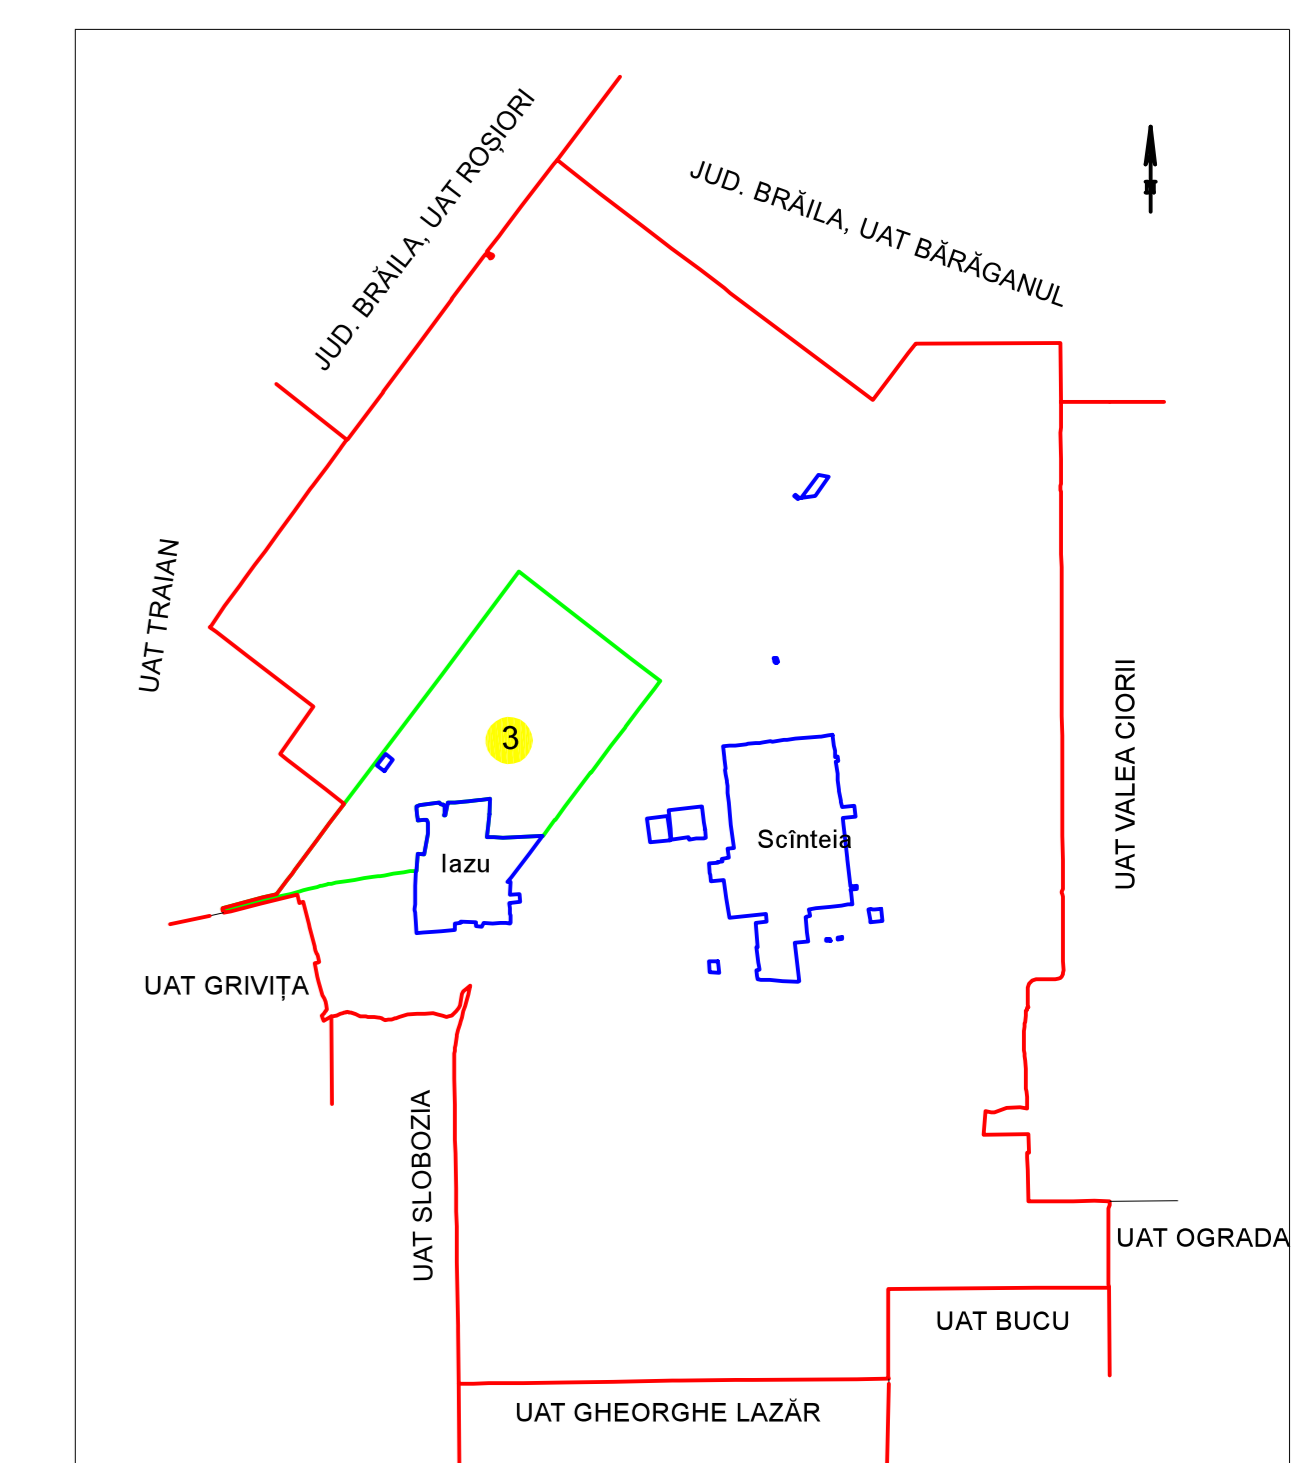 JUD. BRĂILA, UAT ROȘIORI
JUD. BRĂILA, UAT BĂRĂGANUL
UAT TRAIAN
3
UAT VALEA CIORII
Scînteia
Iazu
UAT GRIVIȚA
UAT SLOBOZIA
UAT OGRADA
UAT BUCU
UAT GHEORGHE LAZĂR